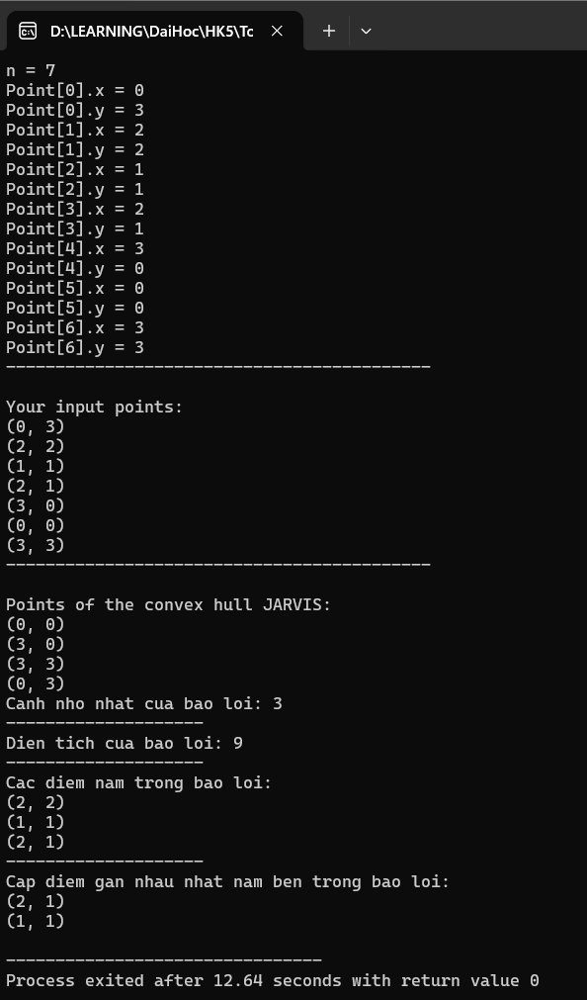 D:\LEARNING\DaiHoc\HK5\Tc
n = 7
Point[0].x = 0
Point[0].y = 3
Point[1].x = 2
Point[1].y = 2
Point[2].x = 1
Point[2].y = 1
Point[3].x = 2
Point[3].y = 1
Point[4].x = 3
Point[4].y = 0
Point[5].x = 0
Point[5].y = 0
Point[6].x = 3
Point[6].y = 3
-------------------------------------------
Your input points:
(0, 3)
(2, 2)
(1, 1)
(2, 1)
(3, 0)
(0, 0)
(3, 3)
-------------------------------------------
Points of the convex hull JARVIS:
(0, 0)
(3, 0)
(3, 3)
(0, 3)
Canh nho nhat cua bao loi: 3
--------------------
Dien tich cua bao loi: 9
--------------------
Cac diem nam trong bao loi:
(2, 2)
(1, 1)
(2, 1)
--------------------
Cap diem gan nhau nhat nam ben trong bao loi:
(2, 1)
(1, 1)
--------------------------------
Process exited after 12.64 seconds with return value 0